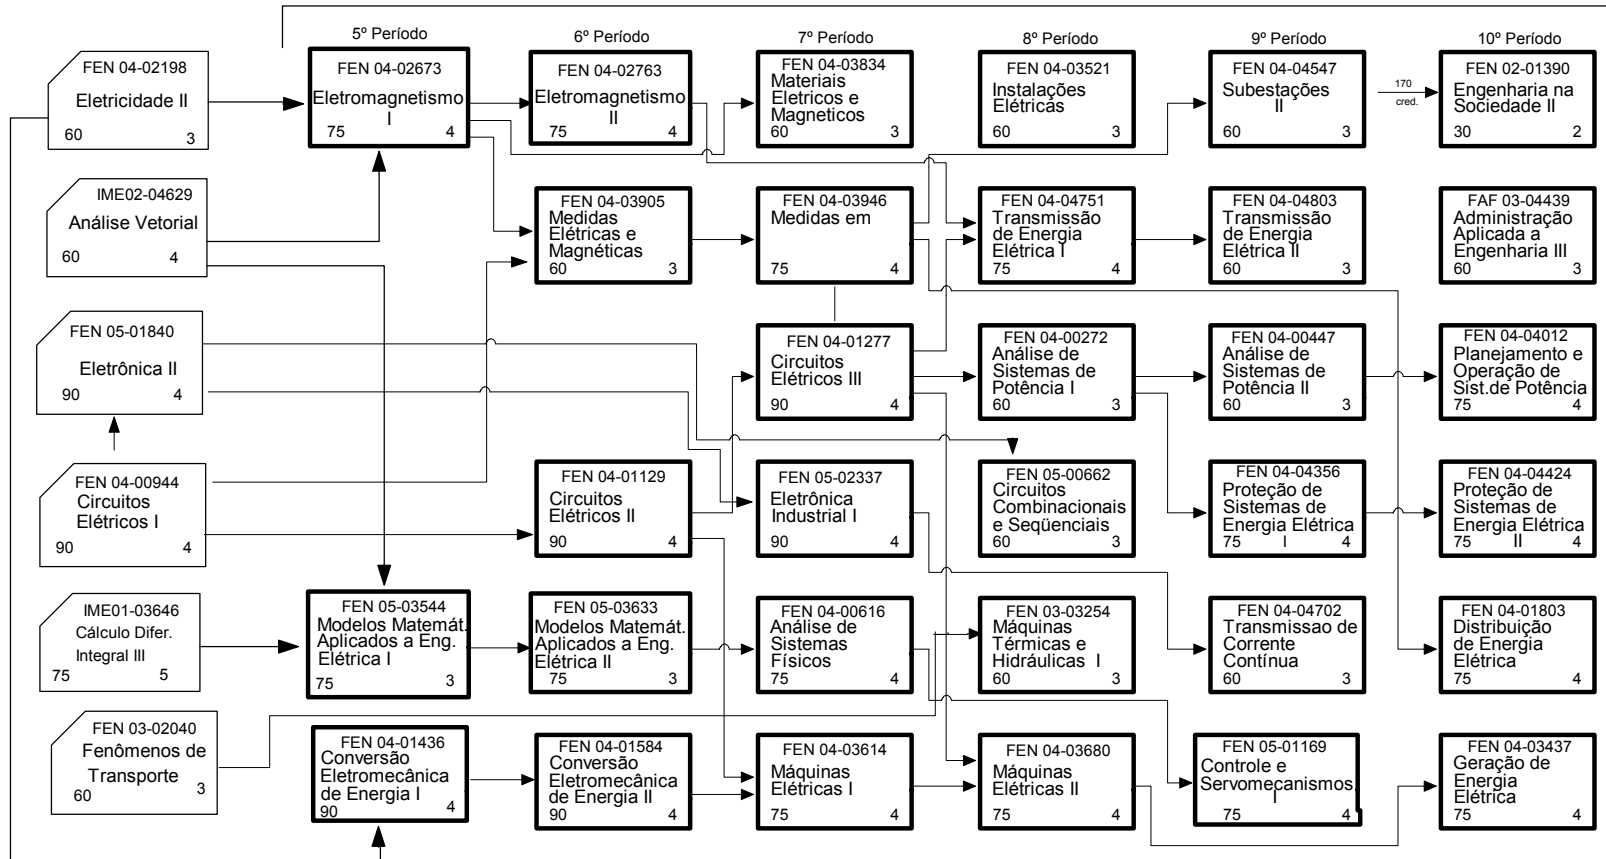 5º Período
6º Período
7º Período
8º Período
9º Período
10º Período
FEN 04-02198
Eletricidade II
60 3
FEN 04-02673
Eletromagnetismo
I
75 4
FEN 04-02763
Eletromagnetismo
II
75 4
FEN 04-03834
Materiais
Eletricos e
Magneticos
60 3
FEN 04-03521
Instalações
Elétricas
60 3
FEN 04-04547
Subestações
II
60 3
170
cred.
FEN 02-01390
Engenharia na
Sociedade II
30 2
IME02-04629
Análise Vetorial
60 4
FEN 04-03905
Medidas
Elétricas e
Magnéticas
60 3
FEN 04-03946
Medidas em
75 4
FEN 04-04751
Transmissão
de Energia
Elétrica I
75 4
FEN 04-04803
Transmissão
de Energia
Elétrica II
60 3
FAF 03-04439
Administração
Aplicada a
Engenharia III
60 3
FEN 05-01840
Eletrônica II
90 4
FEN 04-01277
Circuitos
Elétricos III
90 4
FEN 04-00272
Análise de
Sistemas de
Potência I
60 3
FEN 04-00447
Análise de
Sistemas de
Potência II
60 3
FEN 04-04012
Planejamento e
Operação de
Sist.de Potência
75 4
FEN 04-00944
Circuitos
Elétricos I
90 4
FEN 04-01129
Circuitos
Elétricos II
90 4
FEN 05-02337
Eletrônica
Industrial I
90 4
FEN 05-00662
Circuitos
Combinacionais
e Seqüenciais
60 3
FEN 04-04356
Proteção de
Sistemas de
Energia Elétrica
75 I 4
FEN 04-04424
Proteção de
Sistemas de
Energia Elétrica
75 II 4
IME01-03646
Cálculo Difer.
Integral III
75 5
FEN 05-03544
Modelos Matemát.
Aplicados a Eng.
Elétrica I
75 3
FEN 05-03633
Modelos Matemát.
Aplicados a Eng.
Elétrica II
75 3
FEN 04-00616
Análise de
Sistemas
Físicos
75 4
FEN 03-03254
Máquinas
Térmicas e
Hidráulicas I
60 3
FEN 04-04702
Transmissao de
Corrente
Contínua
60 3
FEN 04-01803
Distribuição
de Energia
Elétrica
75 4
FEN 03-02040
Fenômenos de
Transporte
60 3
FEN 04-01436
Conversão
Eletromecânica
de Energia I
90 4
FEN 04-01584
Conversão
Eletromecânica
de Energia II
90 4
FEN 04-03614
Máquinas
Elétricas I
75 4
FEN 04-03680
Máquinas
Elétricas II
75 4
FEN 05-01169
Controle e
Servomecanismos
I
75 4
FEN 04-03437
Geração de
Energia
Elétrica
75 4